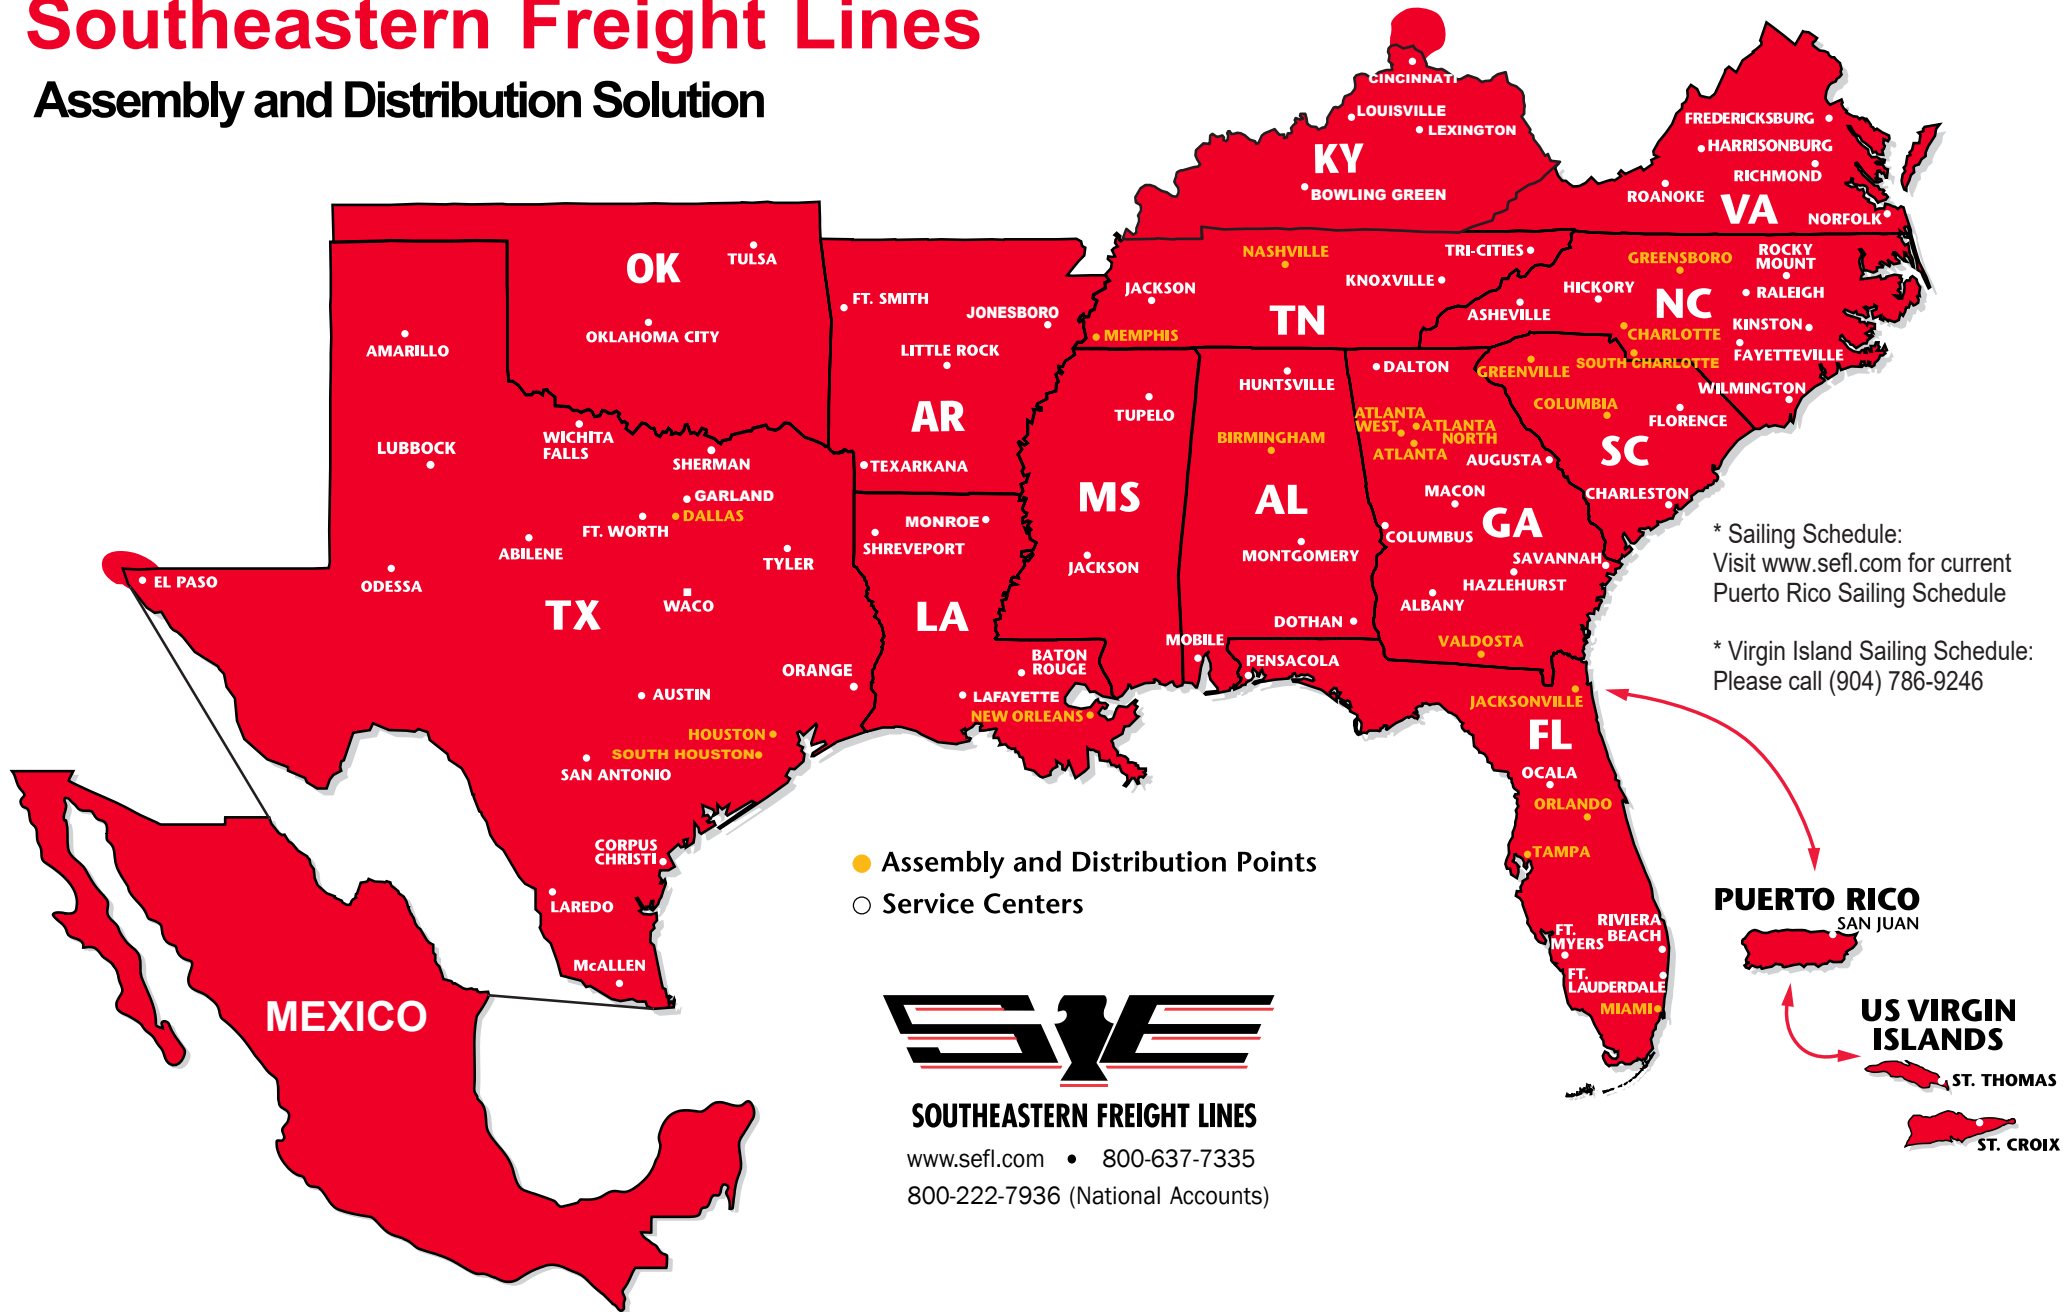 Southeastern Freight Lines
Assembly and Distribution Solution
CINCINNATI
LOUISVILLE
LEXINGTON
KY
BOWLING GREEN
FREDERICKSBURG
HARRISONBURG
RICHMOND
ROANOKE
VA
NORFOLK
OK
TULSA
OKLAHOMA CITY
FT. SMITH
JONESBORO
LITTLE ROCK
AR
TEXARKANA
NASHVILLE
TRI-CITIES
KNOXVILLE
JACKSON
TN
MEMPHIS
GREENSBORO
ROCKY
MOUNT
HICKORY
NC
RALEIGH
ASHEVILLE
CHARLOTTE
KINSTON
SOUTH CHARLOTTE
FAYETTEVILLE
WILMINGTON
GREENVILLE
COLUMBIA
FLORENCE
SC
CHARLESTON
AMARILLO
LUBBOCK
WICHITA
FALLS
SHERMAN
GARLAND
DALLAS
FT. WORTH
ABILENE
TYLER
EL PASO
ODESSA
WACO
TX
ORANGE
AUSTIN
HOUSTON
SOUTH HOUSTON
SAN ANTONIO
CORPUS
CHRISTI
LAREDO
McALLEN
MONROE
SHREVEPORT
LA
BATON
ROUGE
LAFAYETTE
NEW ORLEANS
TUPELO
MS
JACKSON
HUNTSVILLE
BIRMINGHAM
AL
MONTGOMERY
DOTHAN
MOBILE
DALTON
ATLANTA
WEST
ATLANTA
NORTH
ATLANTA
AUGUSTA
MACON
GA
COLUMBUS
SAVANNAH
HAZLEHURST
ALBANY
VALDOSTA
PENSACOLA
JACKSONVILLE
FL
OCALA
ORLANDO
TAMPA
RIVIERA
BEACH
FT.
MYERS
FT.
LAUDERDALE
MIAMI
* Sailing Schedule:
Visit www.sefl.com for current
Puerto Rico Sailing Schedule
* Virgin Island Sailing Schedule:
Please call (904) 786-9246
Assembly and Distribution Points
Service Centers
PUERTO RICO
SAN JUAN
US VIRGIN
ISLANDS
ST. THOMAS
ST. CROIX
MEXICO
SE
SOUTHEASTERN FREIGHT LINES
www.sefl.com • 800-637-7335
800-222-7936 (National Accounts)